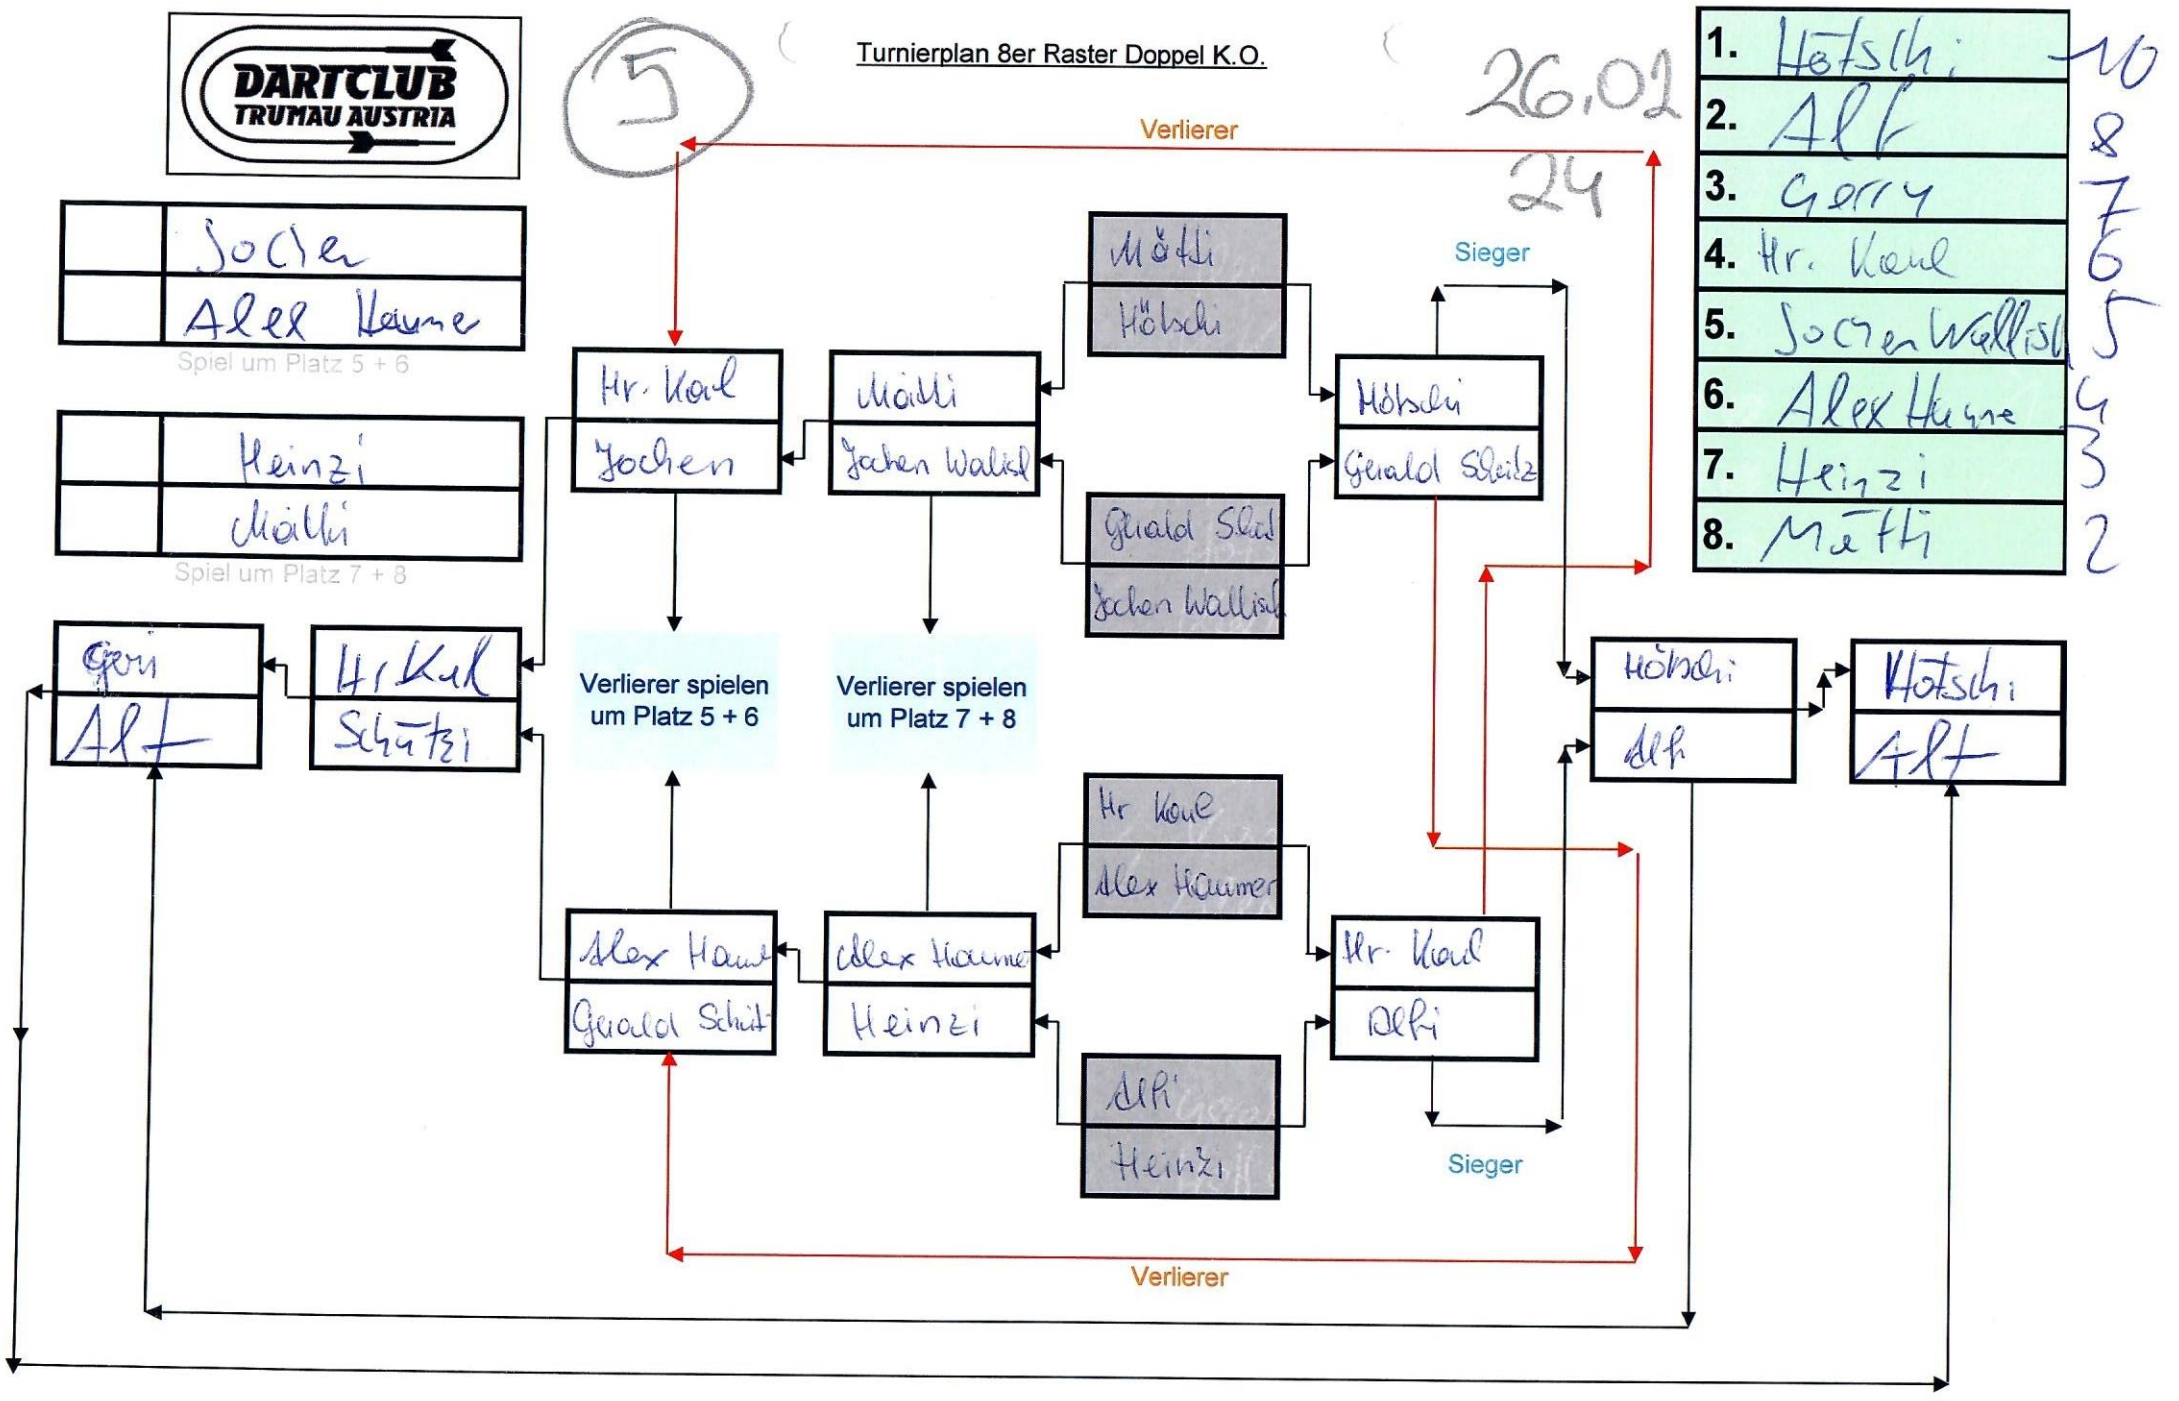 DARTCLUB
TRUMAU AUSTRIA
5
Turnierplan 8er Raster Doppel K.O.
26.01
24
1. Hötschi 10
2. Alf 8
3. Gerry 7
4. Hr. Karl 6
5. Jochen Wallisch 5
6. Alex Haume 4
7. Heinzi 3
8. Mätti 2
Verlierer
Jochen
Alex Haumer
Spiel um Platz 5 + 6
Heinzi
Mätti
Spiel um Platz 7 + 8
Mätti
Hötschi
Sieger
Hr. Karl
Jochen
Mätti
Jochen Walisch
Hötschi
Gerald Schütz
Gerald
Jochen Wallisch
Geri
Alf
Hr Karl
Schützi
Verlierer spielen
um Platz 5 + 6
Verlierer spielen
um Platz 7 + 8
Hötschi
Alfi
Hötschi
Alf
Hr Karl
Alex Haumer
Alex
Gerald Schütz
Alex Haumer
Heinzi
Hr. Karl
Alfi
Alfi
Heinzi
Sieger
Verlierer